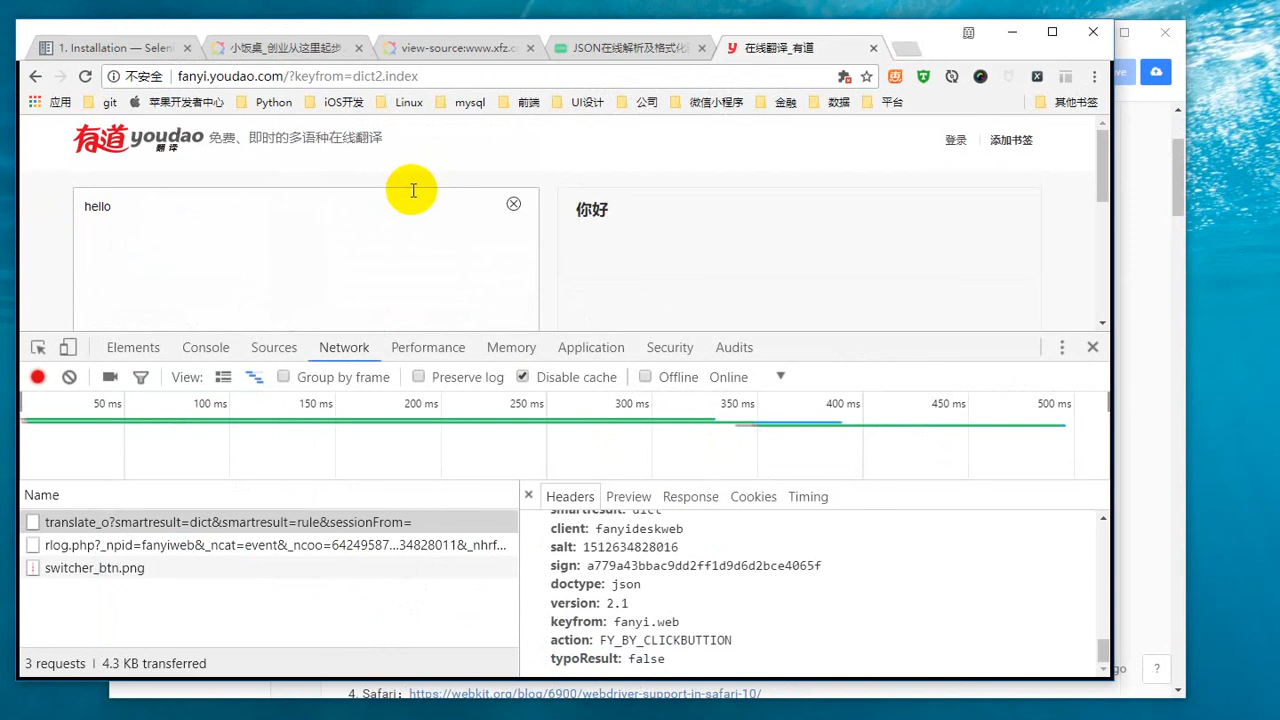 1. Installation — Selen
小饭桌_创业从这里起步
view-source:www.xfz.c
JSON在线解析及格式化
在线翻译_有道
不安全 fanyi.youdao.com/?keyfrom=dict2.index
应用 git 苹果开发者中心 Python iOS开发 Linux mysql 前端 UI设计 公司 微信小程序 金融 数据 平台 其他书签
有道 youdao 翻译 免费、即时的多语种在线翻译
登录 添加书签
hello
你好
Elements Console Sources Network Performance Memory Application Security Audits
View: Group by frame Preserve log Disable cache Offline Online
50 ms 100 ms 150 ms 200 ms 250 ms 300 ms 350 ms 400 ms 450 ms 500 ms
Name
translate_o?smartresult=dict&smartresult=rule&sessionFrom=
rlog.php?_npid=fanyiweb&_ncat=event&_ncoo=64249587...34828011&_nhrf...
switcher_btn.png
3 requests | 4.3 KB transferred
Headers Preview Response Cookies Timing
smartresult: dict
client: fanyideskweb
salt: 1512634828016
sign: a779a43bbac9dd2ff1d9d6d2bce4065f
doctype: json
version: 2.1
keyfrom: fanyi.web
action: FY_BY_CLICKBUTTION
typoResult: false
go ?
4. Safari：https://webkit.org/blog/6900/webdriver-support-in-safari-10/